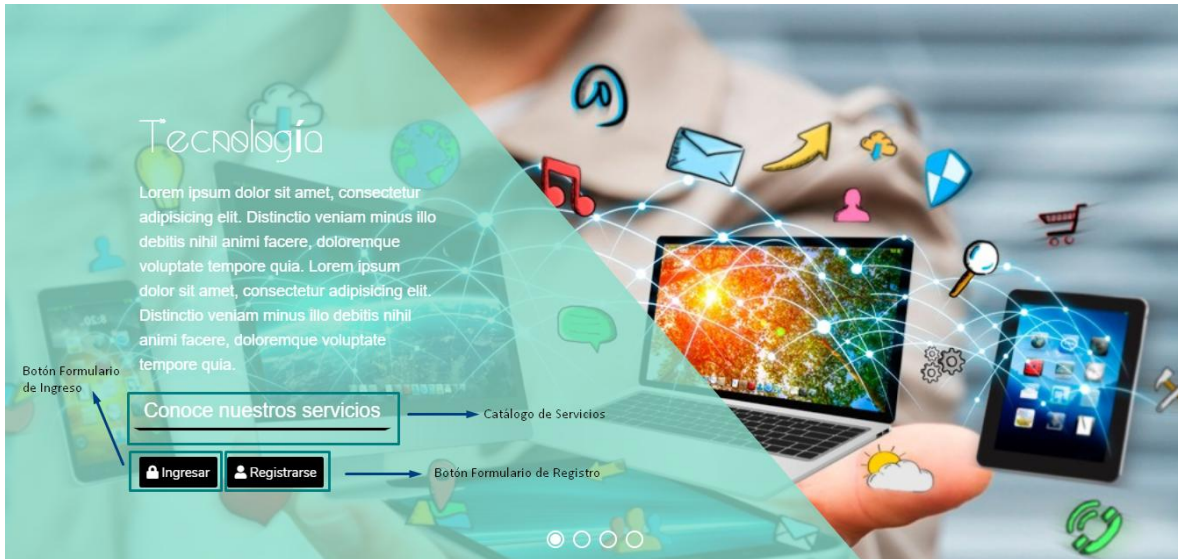 Tecnología
Lorem ipsum dolor sit amet, consectetur
adipisicing elit. Distinctio veniam minus illo
debitis nihil animi facere, doloremque
voluptate tempore quia. Lorem ipsum
dolor sit amet, consectetur adipisicing elit.
Distinctio veniam minus illo debitis nihil
animi facere, doloremque voluptate
tempore quia.
Botón Formulario
de Ingreso
Conoce nuestros servicios
Catálogo de Servicios
Ingresar
Registrarse
Botón Formulario de Registro